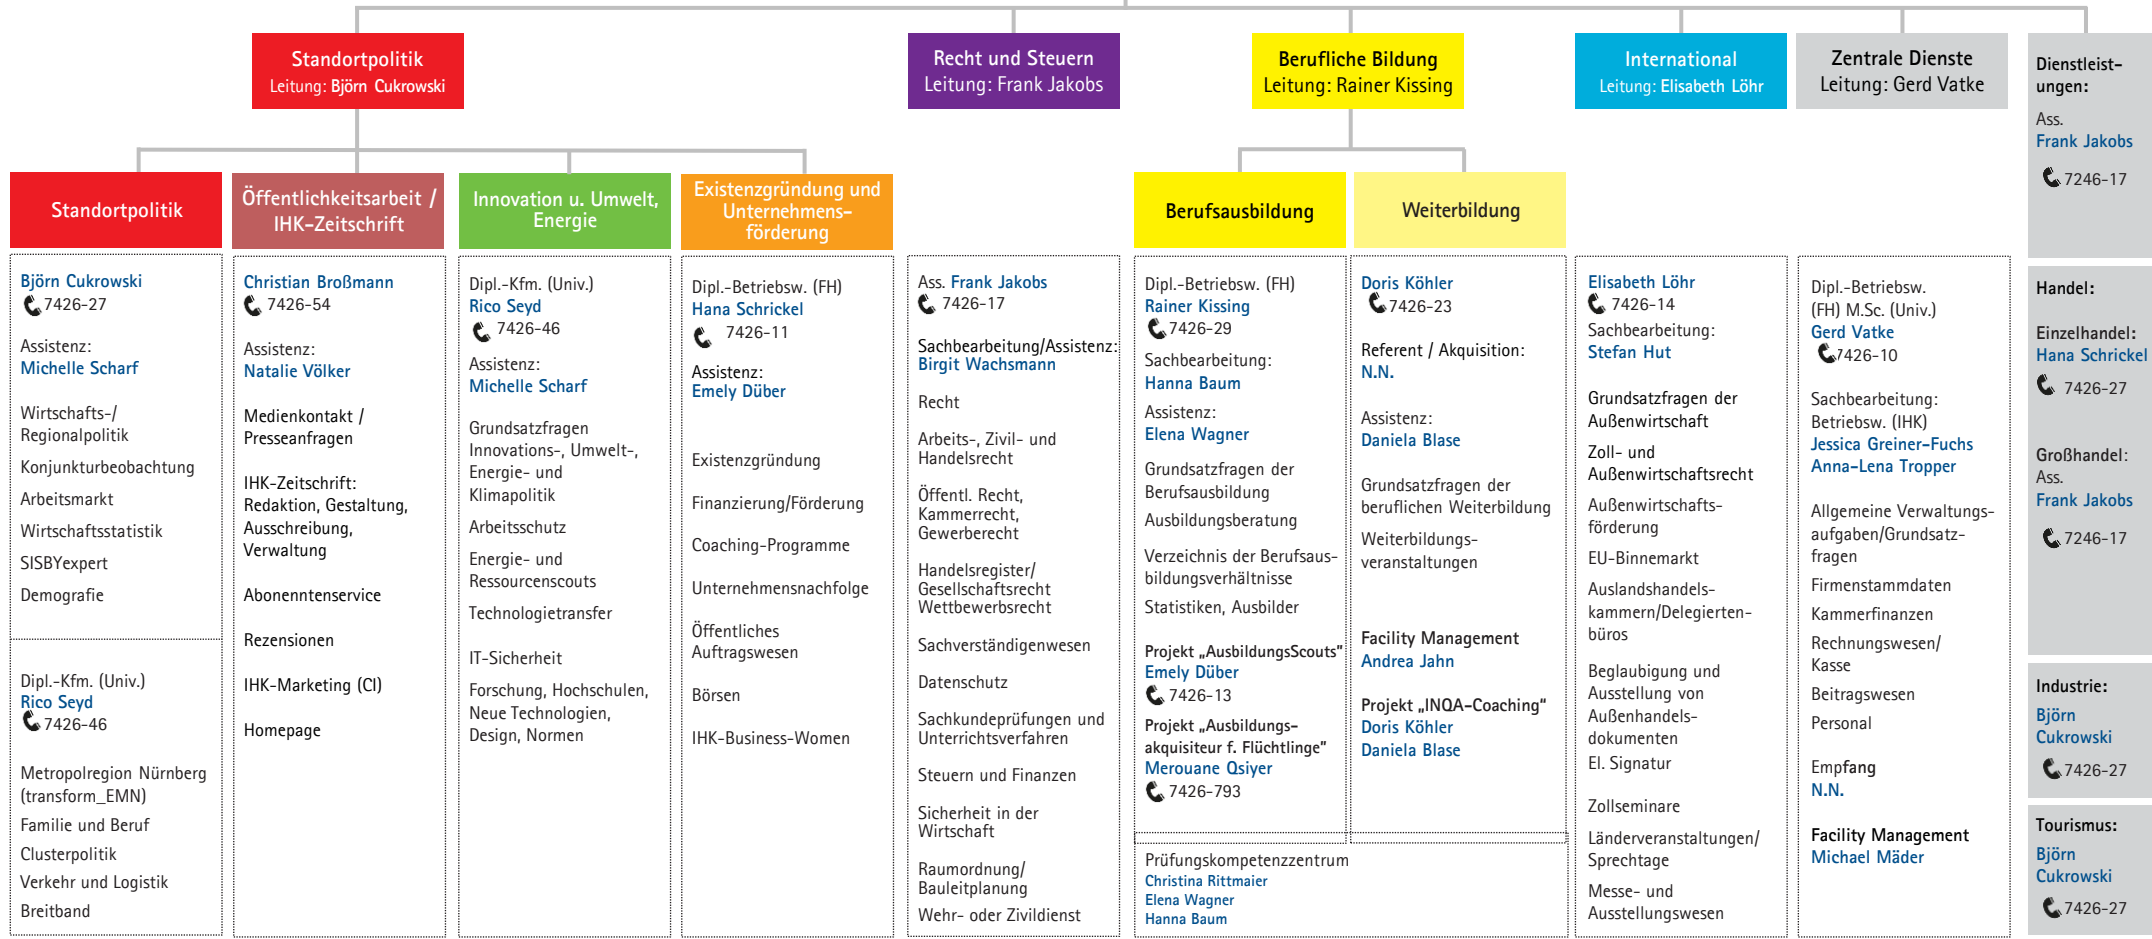 Standortpolitik
Leitung: Björn Cukrowski
Recht und Steuern
Leitung: Frank Jakobs
Berufliche Bildung
Leitung: Rainer Kissing
International
Leitung: Elisabeth Löhr
Zentrale Dienste
Leitung: Gerd Vatke
Standortpolitik
Björn Cukrowski
7426-27
Assistenz:
Michelle Scharf
Wirtschafts-/
Regionalpolitik
Konjunkturbeobachtung
Arbeitsmarkt
Wirtschaftsstatistik
SISBYexpert
Demografie
Dipl.-Kfm. (Univ.)
Rico Seyd
7426-46
Metropolregion Nürnberg
(transform_EMN)
Familie und Beruf
Clusterpolitik
Verkehr und Logistik
Breitband
Öffentlichkeitsarbeit /
IHK-Zeitschrift
Christian Broßmann
7426-54
Assistenz:
Natalie Völker
Medienkontakt /
Presseanfragen
IHK-Zeitschrift:
Redaktion, Gestaltung,
Ausschreibung,
Verwaltung
Abonenntenservice
Rezensionen
IHK-Marketing (CI)
Homepage
Innovation u. Umwelt,
Energie
Dipl.-Kfm. (Univ.)
Rico Seyd
7426-46
Assistenz:
Michelle Scharf
Grundsatzfragen
Innovations-, Umwelt-,
Energie- und
Klimapolitik
Arbeitsschutz
Energie- und
Ressourcenscouts
Technologietransfer
IT-Sicherheit
Forschung, Hochschulen,
Neue Technologien,
Design, Normen
Existenzgründung und
Unternehmens-
förderung
Dipl.-Betriebsw. (FH)
Hana Schrickel
7426-11
Assistenz:
Emely Düber
Existenzgründung
Finanzierung/Förderung
Coaching-Programme
Unternehmensnachfolge
Öffentliches
Auftragswesen
Börsen
IHK-Business-Women
Ass. Frank Jakobs
7426-17
Sachbearbeitung/Assistenz:
Birgit Wachsmann
Recht
Arbeits-, Zivil- und
Handelsrecht
Öffentl. Recht,
Kammerrecht,
Gewerberecht
Handelsregister/
Gesellschaftsrecht
Wettbewerbsrecht
Sachverständigenwesen
Datenschutz
Sachkundeprüfungen und
Unterrichtsverfahren
Steuern und Finanzen
Sicherheit in der
Wirtschaft
Raumordnung/
Bauleitplanung
Wehr- oder Zivildienst
Berufsausbildung
Dipl.-Betriebsw. (FH)
Rainer Kissing
7426-29
Sachbearbeitung:
Hanna Baum
Assistenz:
Elena Wagner
Grundsatzfragen der
Berufsausbildung
Ausbildungsberatung
Verzeichnis der Berufsaus-
bildungsverhältnisse
Statistiken, Ausbilder
Projekt „AusbildungsScouts"
Emely Düber
7426-13
Projekt „Ausbildungs-
akquisiteur f. Flüchtlinge"
Merouane Qsiyer
7426-793
Weiterbildung
Doris Köhler
7426-23
Referent / Akquisition:
N.N.
Assistenz:
Daniela Blase
Grundsatzfragen der
beruflichen Weiterbildung
Weiterbildungs-
veranstaltungen
Facility Management
Andrea Jahn
Projekt „INQA-Coaching"
Doris Köhler
Daniela Blase
Prüfungskompetenzzentrum
Christina Rittmaier
Elena Wagner
Hanna Baum
Elisabeth Löhr
7426-14
Sachbearbeitung:
Stefan Hut
Grundsatzfragen der
Außenwirtschaft
Zoll- und
Außenwirtschaftsrecht
Außenwirtschafts-
förderung
EU-Binnemarkt
Auslandshandels-
kammern/Delegierten-
büros
Beglaubigung und
Ausstellung von
Außenhandels-
dokumenten
El. Signatur
Zollseminare
Länderveranstaltungen/
Sprechtage
Messe- und
Ausstellungswesen
Dipl.-Betriebsw.
(FH) M.Sc. (Univ.)
Gerd Vatke
7426-10
Sachbearbeitung:
Betriebsw. (IHK)
Jessica Greiner-Fuchs
Anna-Lena Tropper
Allgemeine Verwaltungs-
aufgaben/Grundsatz-
fragen
Firmenstammdaten
Kammerfinanzen
Rechnungswesen/
Kasse
Beitragswesen
Personal
Empfang
N.N.
Facility Management
Michael Mäder
Dienstleist-
ungen:
Ass.
Frank Jakobs
7246-17
Handel:
Einzelhandel:
Hana Schrickel
7426-27
Großhandel:
Ass.
Frank Jakobs
7246-17
Industrie:
Björn
Cukrowski
7426-27
Tourismus:
Björn
Cukrowski
7426-27